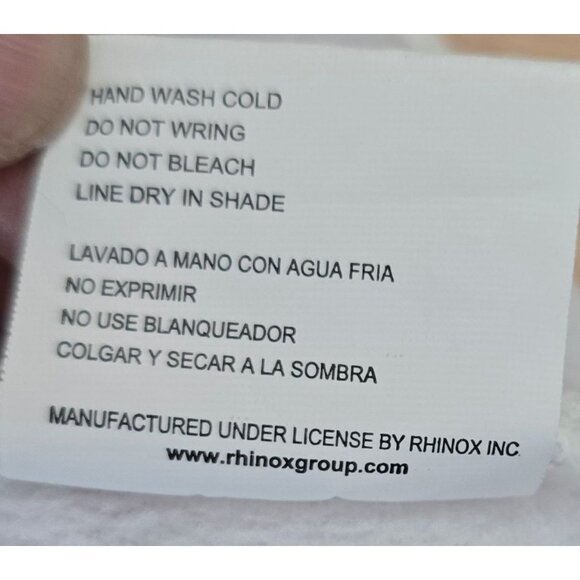 HAND WASH COLD
DO NOT WRING
DO NOT BLEACH
LINE DRY IN SHADE
LAVADO A MANO CON AGUA FRIA
NO EXPRIMIR
NO USE BLANQUEADOR
COLGAR Y SECAR A LA SOMBRA
MANUFACTURED UNDER LICENSE BY RHINOX INC
www.rhinoxgroup.com